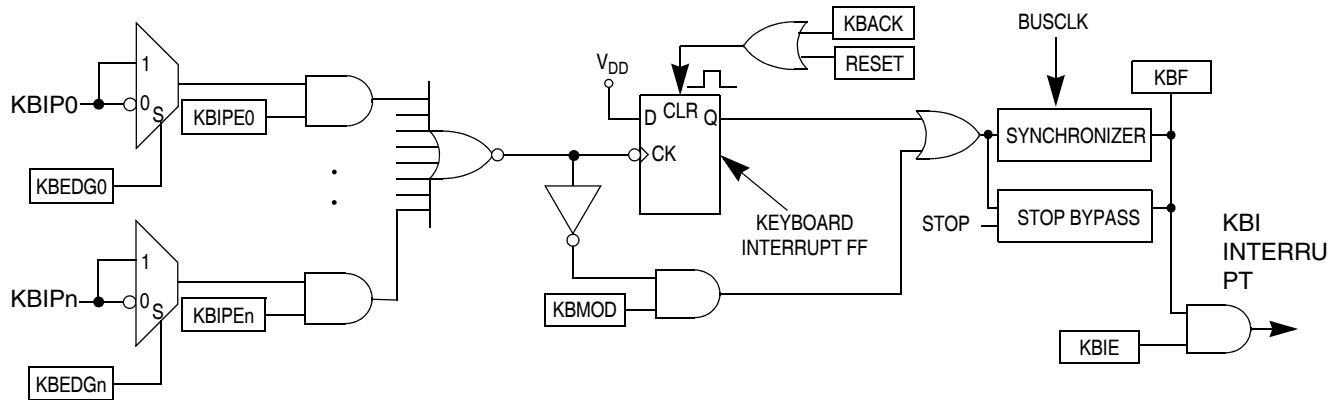 KBIP0
1
0
S
KBEDG0
KBIPE0
KBIPn
1
0
S
KBEDGn
KBIPEn
V_DD
D
CLR
Q
CK
KBACK
RESET
KEYBOARD
INTERRUPT FF
KBMOD
BUSCLK
SYNCHRONIZER
STOP
STOP BYPASS
KBF
KBI
INTERRU
PT
KBIE